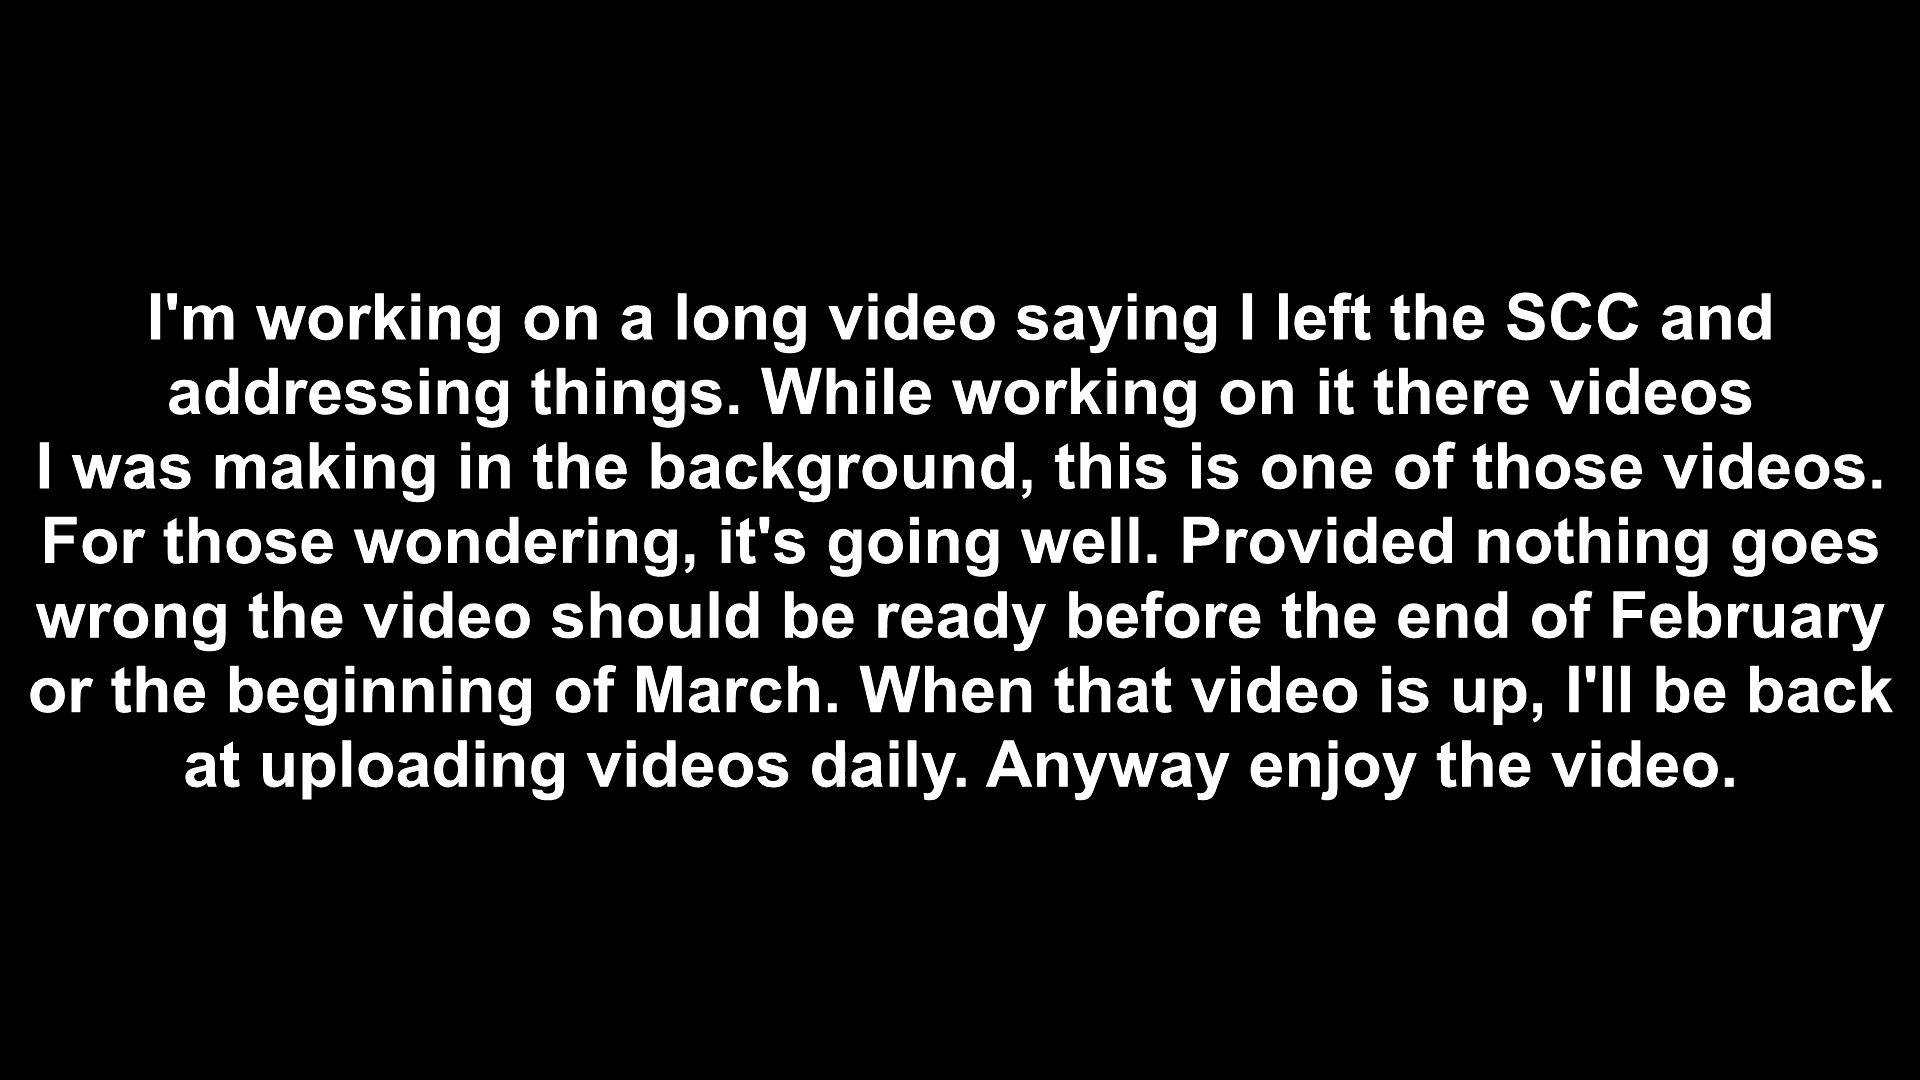 I'm working on a long video saying I left the SCC and
addressing things. While working on it there videos
I was making in the background, this is one of those videos.
For those wondering, it's going well. Provided nothing goes
wrong the video should be ready before the end of February
or the beginning of March. When that video is up, I'll be back
at uploading videos daily. Anyway enjoy the video.